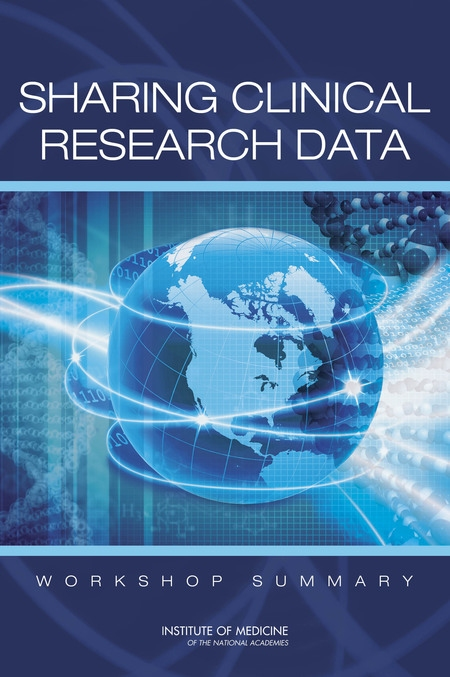 SHARING CLINICAL
RESEARCH DATA
WORKSHOP SUMMARY
INSTITUTE OF MEDICINE
OF THE NATIONAL ACADEMIES